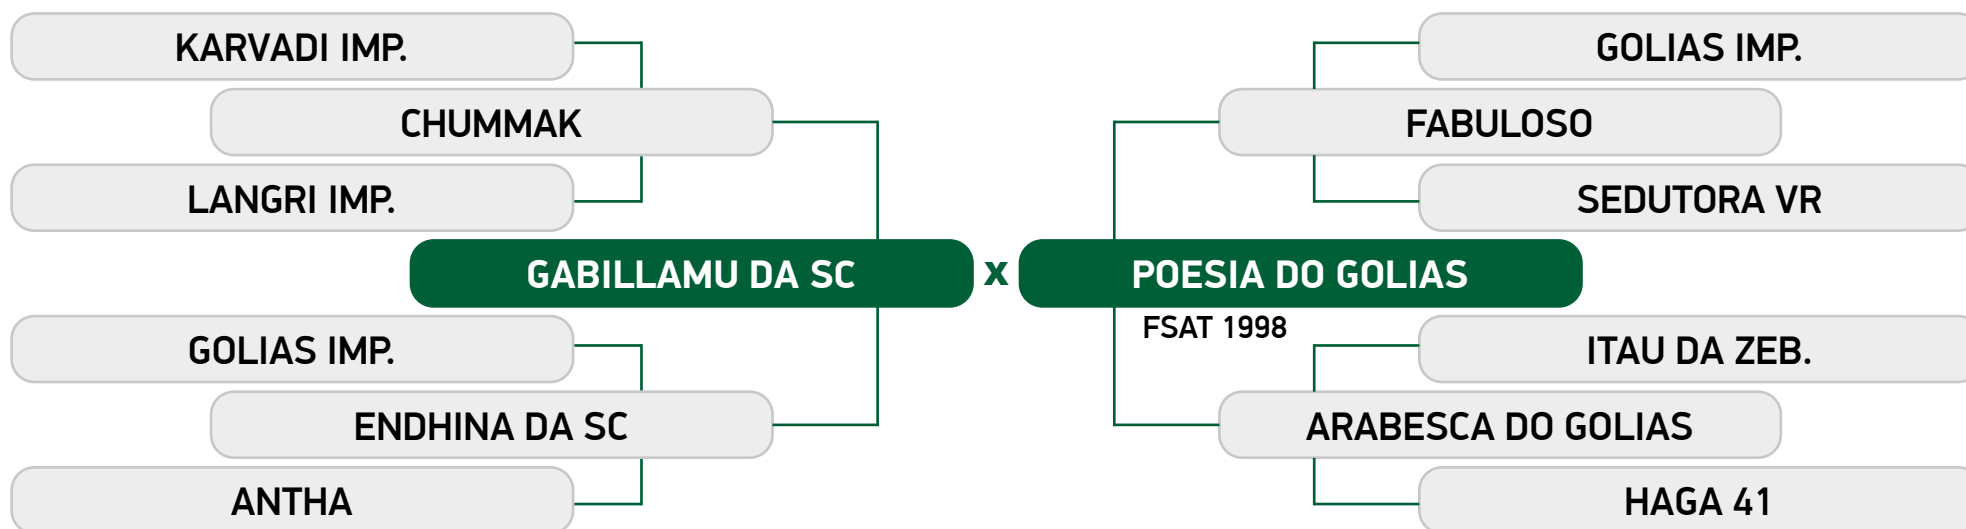 KARVADI IMP.
GOLIAS IMP.
CHUMMAK
FABULOSO
LANGRI IMP.
SEDUTORA VR
GABILLAMU DA SC
x
POESIA DO GOLIAS
FSAT 1998
GOLIAS IMP.
ITAU DA ZEB.
ENDHINA DA SC
ARABESCA DO GOLIAS
ANTHA
HAGA 41